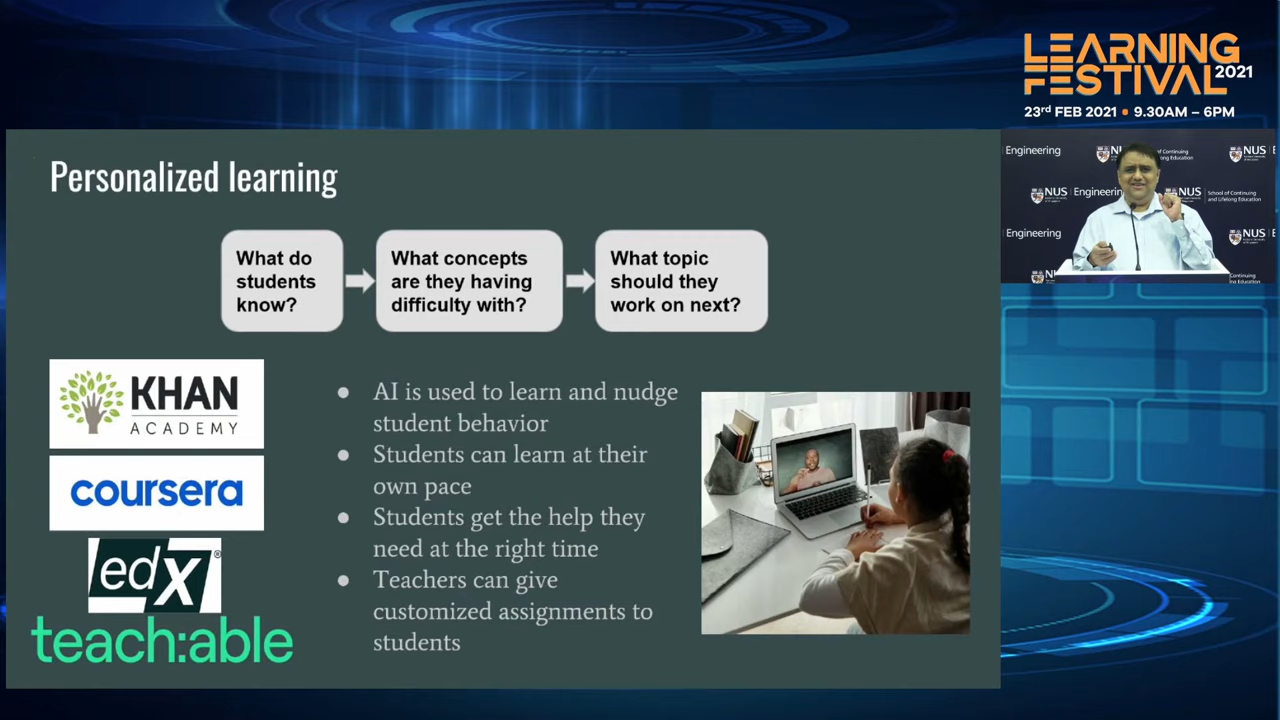 LEARNING
FESTIVAL 2021
23rd FEB 2021 • 9.30AM – 6PM
Personalized learning
What do
students
know?
What concepts
are they having
difficulty with?
What topic
should they
work on next?
KHAN
ACADEMY
coursera
edX®
teach:able
● AI is used to learn and nudge
student behavior
● Students can learn at their
own pace
● Students get the help they
need at the right time
● Teachers can give
customized assignments to
students
Engineering
of Continuing
Lifelong Education
NUS
NUS
Engineering
NUS
School of Continuing
and Lifelong Education
Engineering
NUS
Continuing
Education